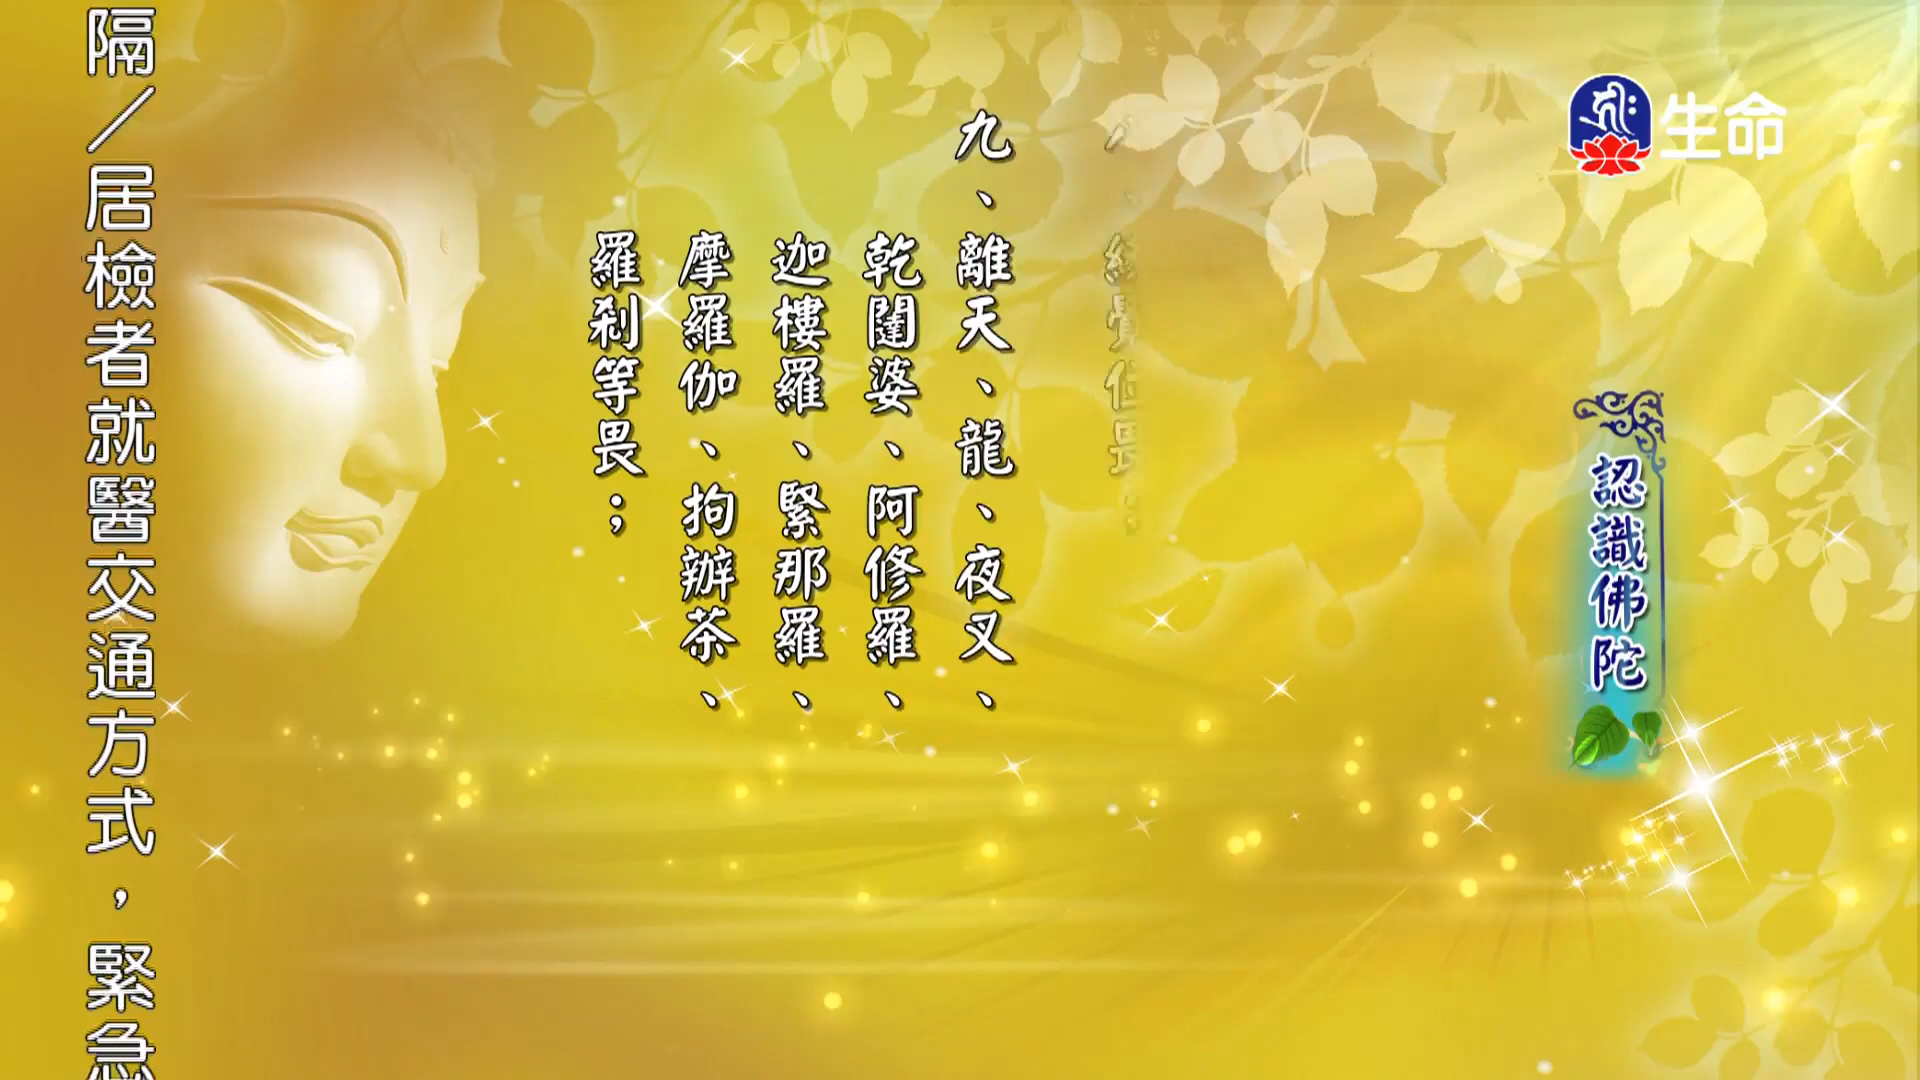 生命
認識佛陀
九、離天、龍、夜叉、
乾闥婆、阿修羅、
迦樓羅、緊那羅、
摩羅伽、拘辦茶、
羅剎等畏；
隔／居檢者就醫交通方式，緊急